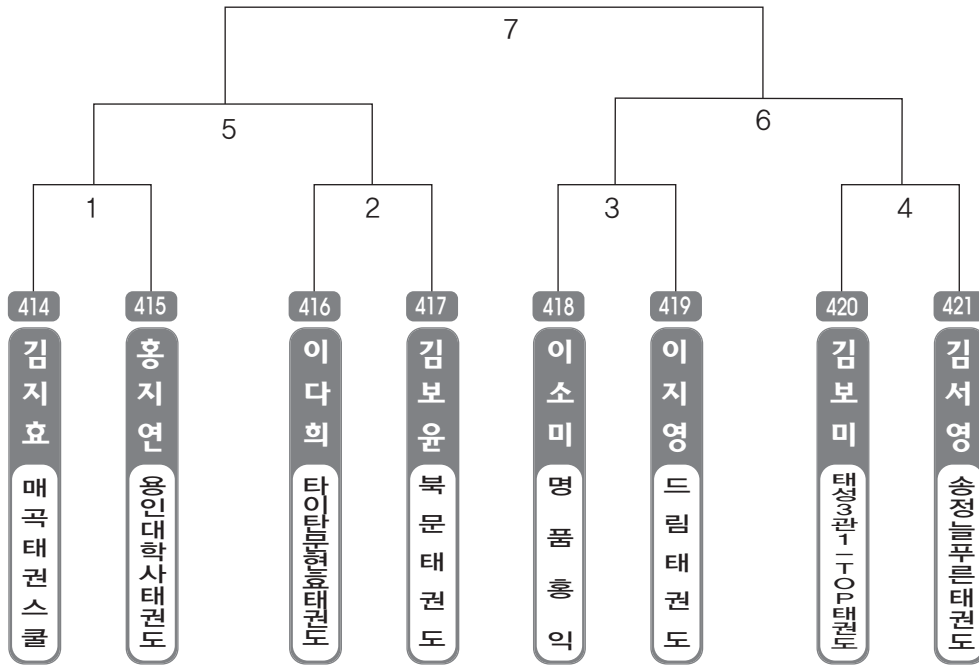 7
5
6
1
2
3
4
414
415
416
417
418
419
420
421
김지효
홍지연
이다희
김보윤
이소미
이지영
김보미
김서영
매곡태권스쿨
용인대학사태권도
타이탄문현효태권도
북문태권도
명품홍익
드림태권도
태성3관1-TOP태권도
송정늘푸른태권도